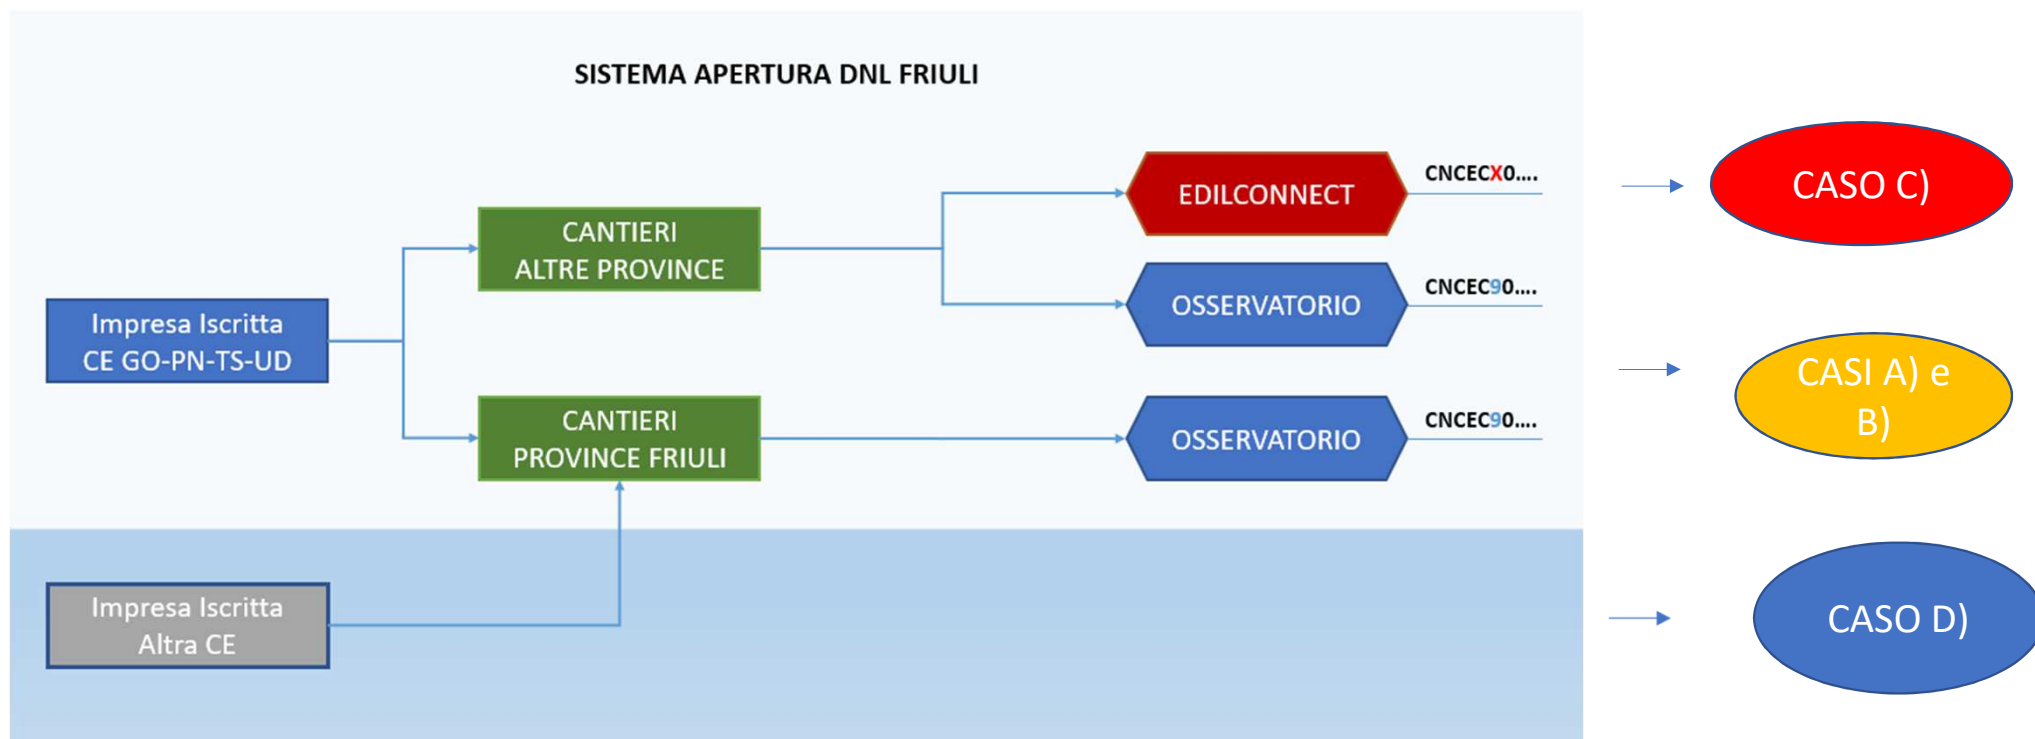 SISTEMA APERTURA DNL FRIULI
EDILCONNECT
CNCECX0....
CASO C)
CANTIERI
ALTRE PROVINCE
OSSERVATORIO
CNCEC90....
Impresa Iscritta
CE GO-PN-TS-UD
CASI A) e
B)
CANTIERI
PROVINCE FRIULI
OSSERVATORIO
CNCEC90....
Impresa Iscritta
Altra CE
CASO D)